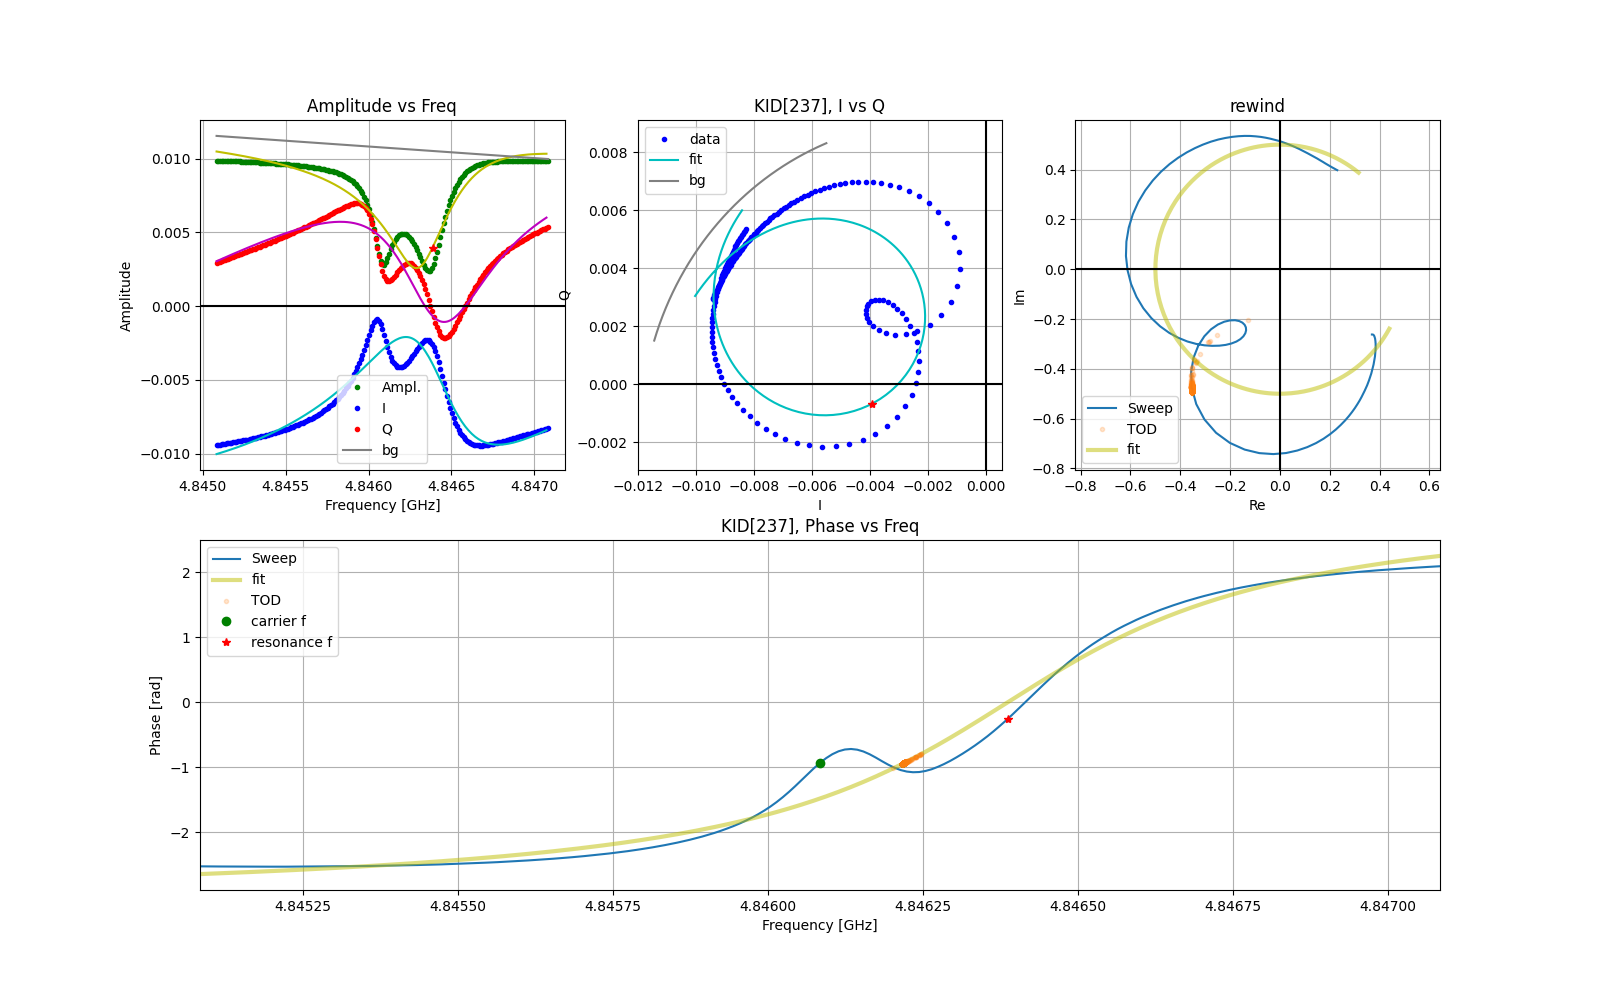 Amplitude vs Freq
Amplitude
0.010
0.005
0.000
−0.005
−0.010
Ampl.
I
Q
bg
4.8450 4.8455 4.8460 4.8465 4.8470
Frequency [GHz]
KID[237], I vs Q
Q
0.008
0.006
0.004
0.002
0.000
−0.002
data
fit
bg
−0.012 −0.010 −0.008 −0.006 −0.004 −0.002 0.000
I
rewind
Im
0.4
0.2
0.0
−0.2
−0.4
−0.6
−0.8
Sweep
TOD
fit
−0.8 −0.6 −0.4 −0.2 0.0 0.2 0.4 0.6
Re
KID[237], Phase vs Freq
Phase [rad]
2
1
0
−1
−2
Sweep
fit
TOD
carrier f
resonance f
4.84525 4.84550 4.84575 4.84600 4.84625 4.84650 4.84675 4.84700
Frequency [GHz]